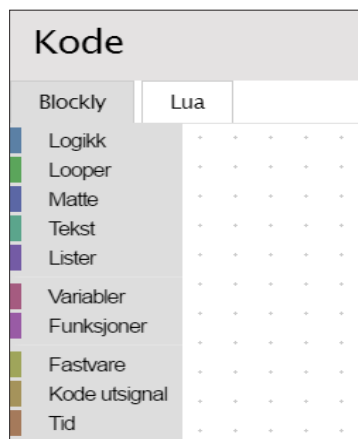 Kode
Blockly Lua
Logikk
Looper
Matte
Tekst
Lister
Variabler
Funksjoner
Fastvare
Kode utsignal
Tid